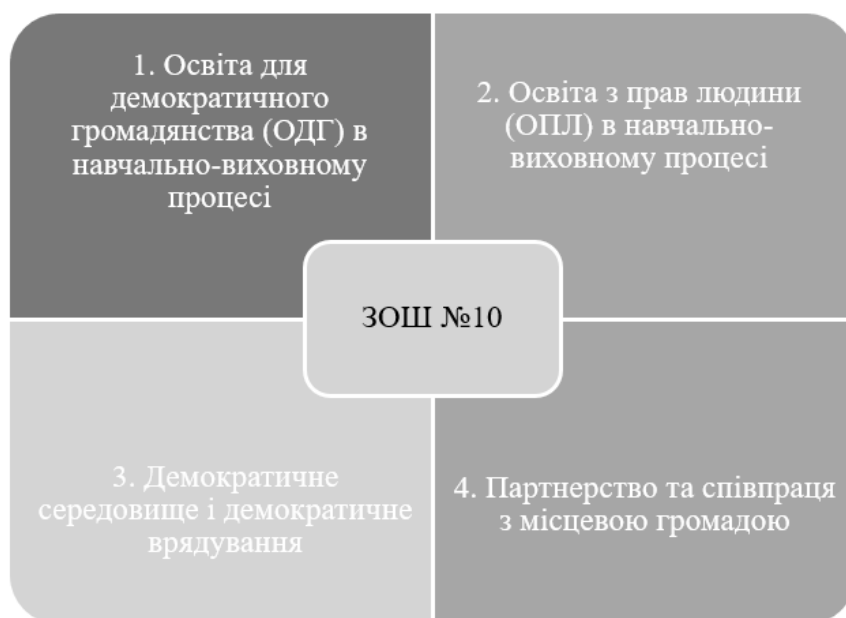 1. Освіта для
демократичного
громадянства (ОДГ) в
навчально-виховному
процесі
2. Освіта з прав людини
(ОПЛ) в навчально-
виховному процесі
ЗОШ №10
3. Демократичне
середовище і демократичне
врядування
4. Партнерство та співпраця
з місцевою громадою